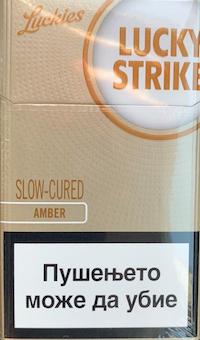 Luckies
LUCKY
STRIKE
SLOW-CURED
AMBER
Пушењето
може да убие